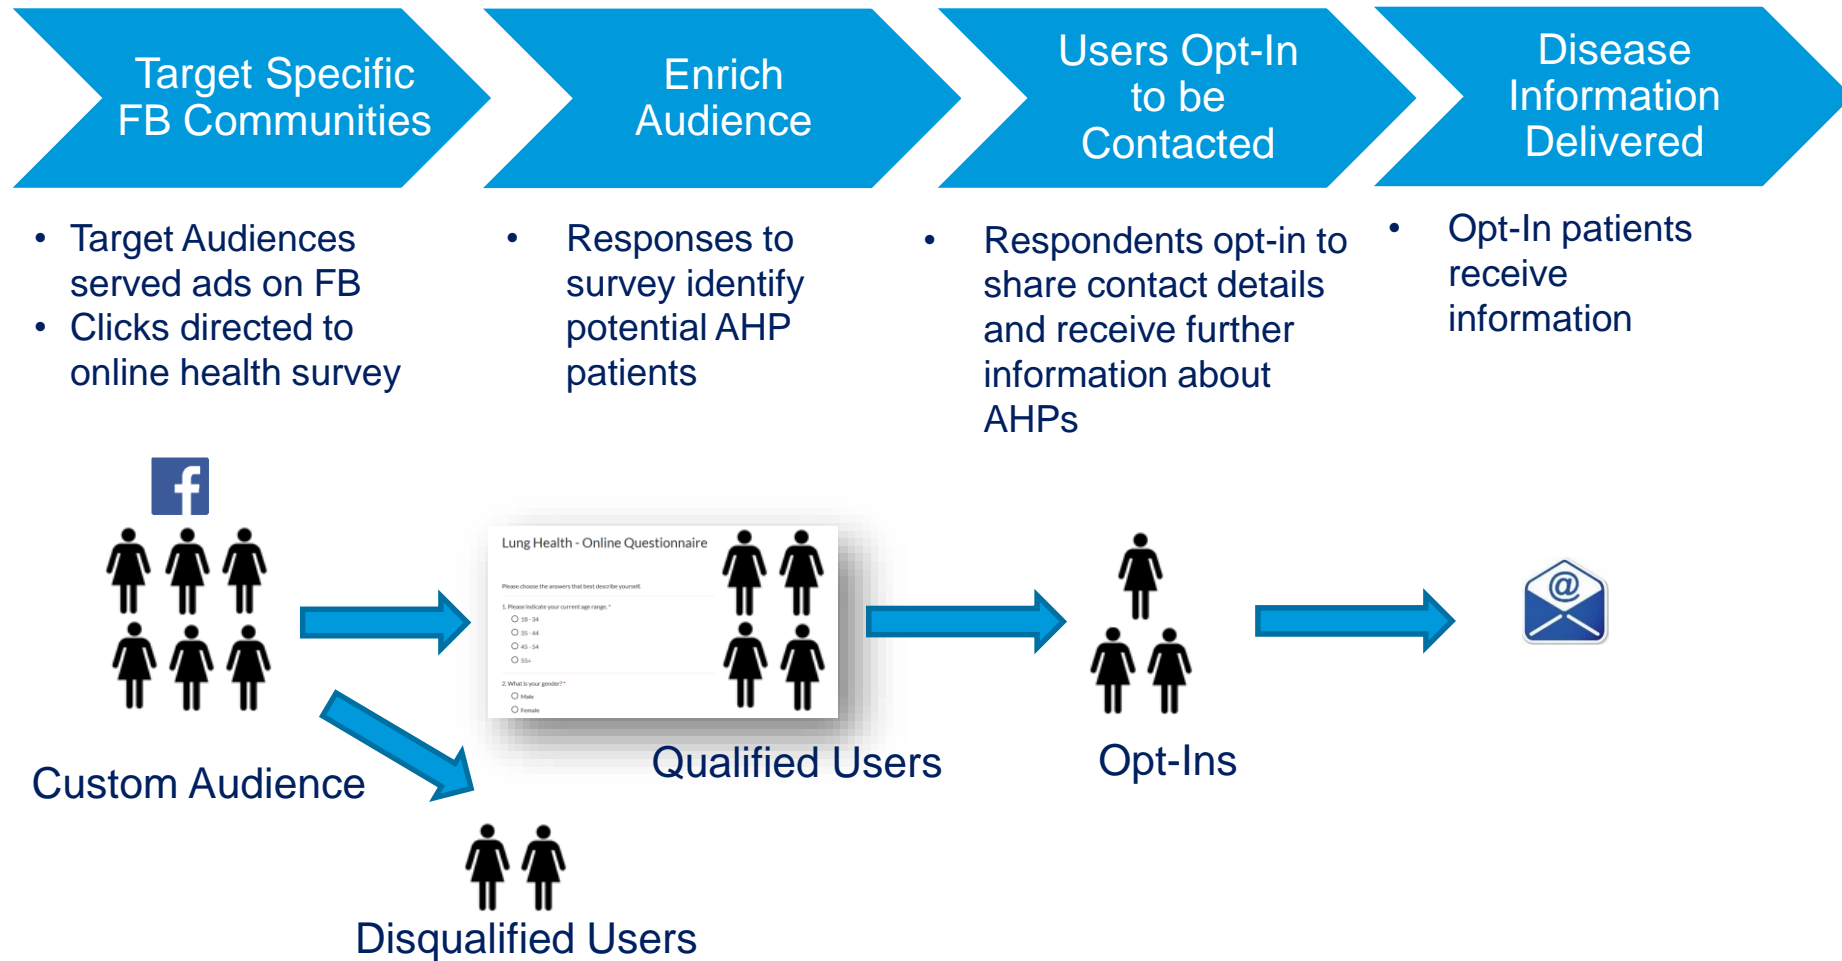 Target Specific
FB Communities
Enrich
Audience
Users Opt-In
to be
Contacted
Disease
Information
Delivered
• Target Audiences
served ads on FB
• Clicks directed to
online health survey
• Responses to
survey identify
potential AHP
patients
• Respondents opt-in to
share contact details
and receive further
information about
AHPs
• Opt-In patients
receive
information
f
Lung Health - Online Questionnaire
Please choose the answers that best describe yourself.
1. Please indicate your current age range. *
18 - 34
35 - 44
45 - 54
55+
2. What is your gender? *
Male
Female
@
Custom Audience
Qualified Users
Opt-Ins
Disqualified Users